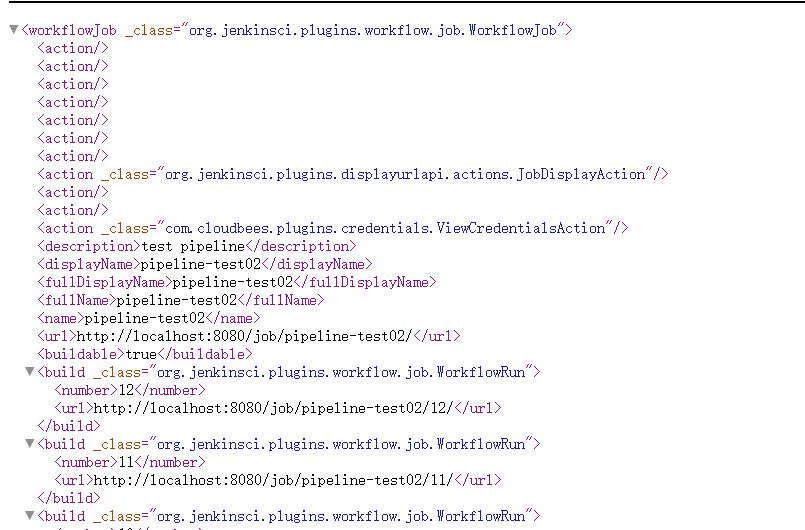 <workflowJob _class="org.jenkinsci.plugins.workflow.job.WorkflowJob">
<action/>
<action/>
<action/>
<action/>
<action/>
<action/>
<action/>
<action _class="org.jenkinsci.plugins.displayurlapi.actions.JobDisplayAction"/>
<action/>
<action/>
<action _class="com.cloudbees.plugins.credentials.ViewCredentialsAction"/>
<description>test pipeline</description>
<displayName>pipeline-test02</displayName>
<fullDisplayName>pipeline-test02</fullDisplayName>
<fullName>pipeline-test02</fullName>
<name>pipeline-test02</name>
<url>http://localhost:8080/job/pipeline-test02/</url>
<buildable>true</buildable>
<build _class="org.jenkinsci.plugins.workflow.job.WorkflowRun">
<number>12</number>
<url>http://localhost:8080/job/pipeline-test02/12/</url>
</build>
<build _class="org.jenkinsci.plugins.workflow.job.WorkflowRun">
<number>11</number>
<url>http://localhost:8080/job/pipeline-test02/11/</url>
</build>
<build _class="org.jenkinsci.plugins.workflow.job.WorkflowRun">